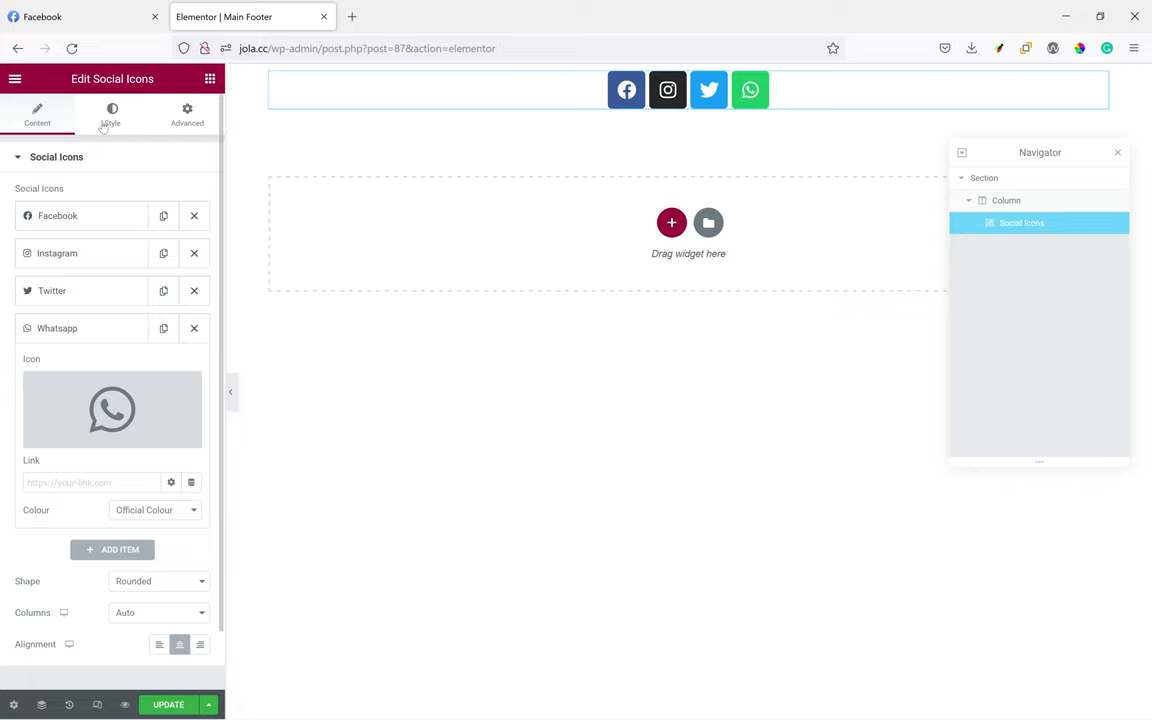 Facebook
Elementor | Main Footer
jola.cc/wp-admin/post.php?post=87&action=elementor
Edit Social Icons
Content
Style
Advanced
Social Icons
Social Icons
Facebook
Instagram
Twitter
Whatsapp
Icon
Link
https://your-link.com
Colour
Official Colour
ADD ITEM
Shape
Rounded
Columns
Auto
Alignment
UPDATE
Drag widget here
Navigator
Section
Column
Social Icons